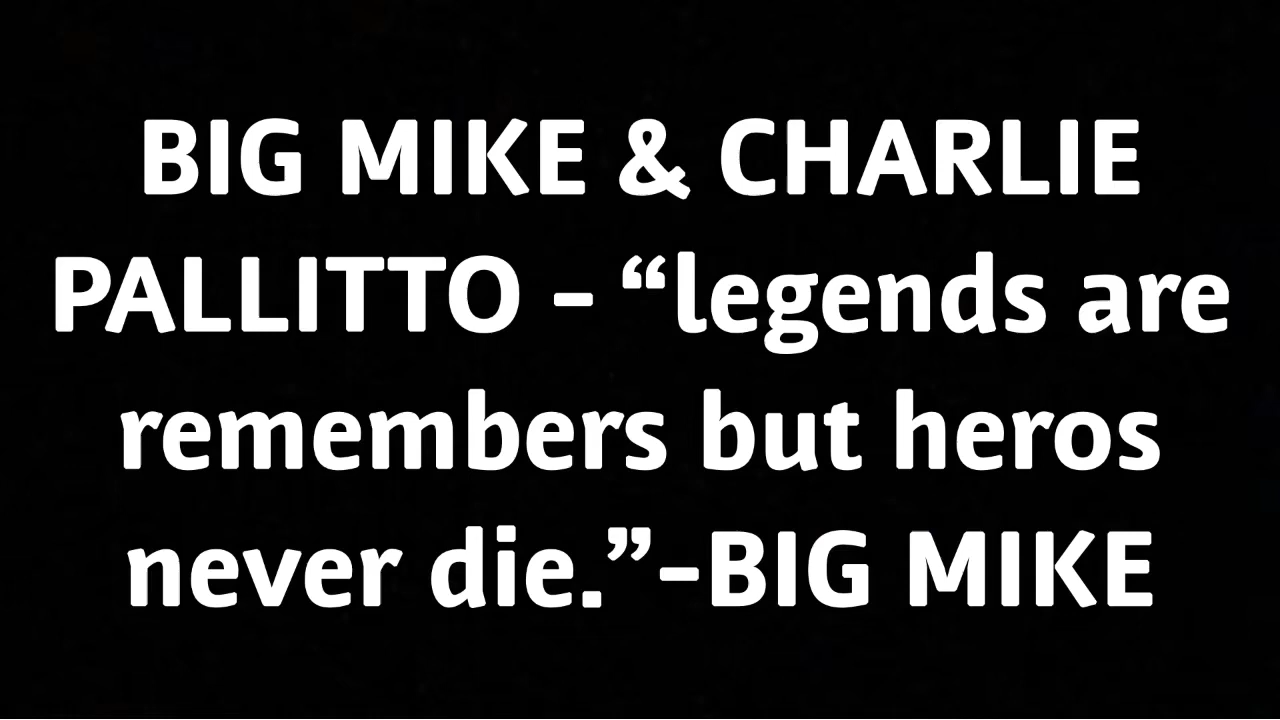 BIG MIKE & CHARLIE
PALLITTO - “legends are
remembers but heros
never die.”-BIG MIKE